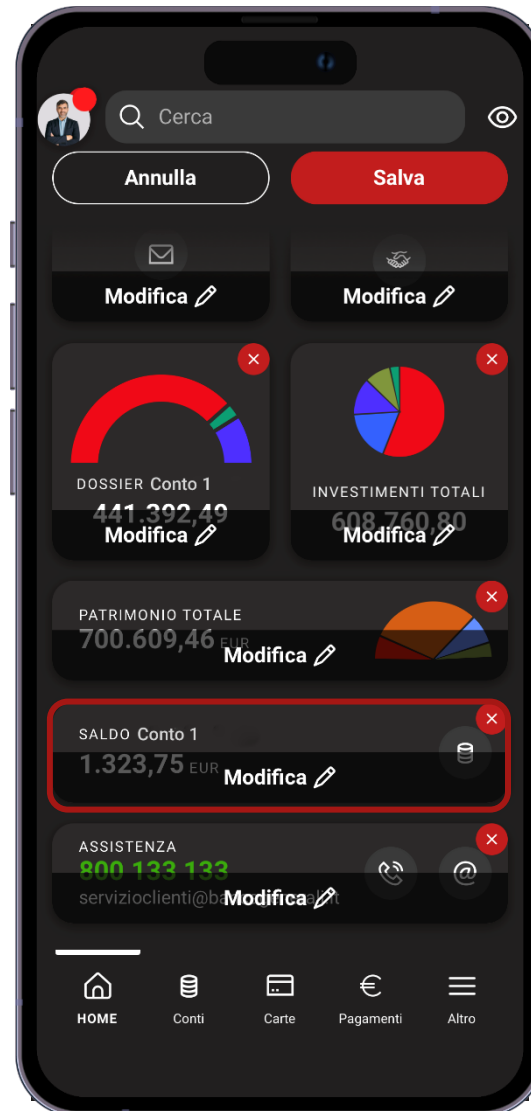 Cerca
Annulla
Salva
Modifica
Modifica
DOSSIER Conto 1
441.392,49
Modifica
INVESTIMENTI TOTALI
608.760,80
Modifica
PATRIMONIO TOTALE
700.609,46 EUR
Modifica
SALDO Conto 1
1.323,75 EUR
Modifica
ASSISTENZA
800 133 133
servizioclienti@ba
Modifica
HOME
Conti
Carte
Pagamenti
Altro